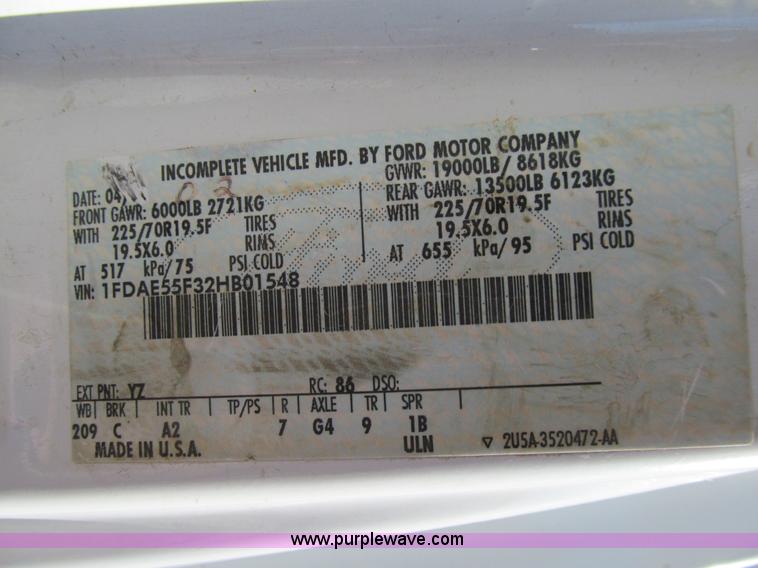 INCOMPLETE VEHICLE MFD. BY FORD MOTOR COMPANY
DATE: 04/
GVWR: 19000LB / 8618KG
FRONT GAWR: 6000LB 2721KG
REAR GAWR: 13500LB 6123KG
WITH 225/70R19.5F TIRES
WITH 225/70R19.5F TIRES
19.5X6.0 RIMS
19.5X6.0 RIMS
AT 517 kPa/75 PSI COLD
AT 655 kPa/95 PSI COLD
VIN: 1FDAE55F32HB01548
EXT PNT: YZ RC: 86 DSO:
WB BRK INT TR TP/PS R AXLE TR SPR
209 C A2 7 G4 9 1B
MADE IN U.S.A. ULN 2U5A-3520472-AA
www.purplewave.com